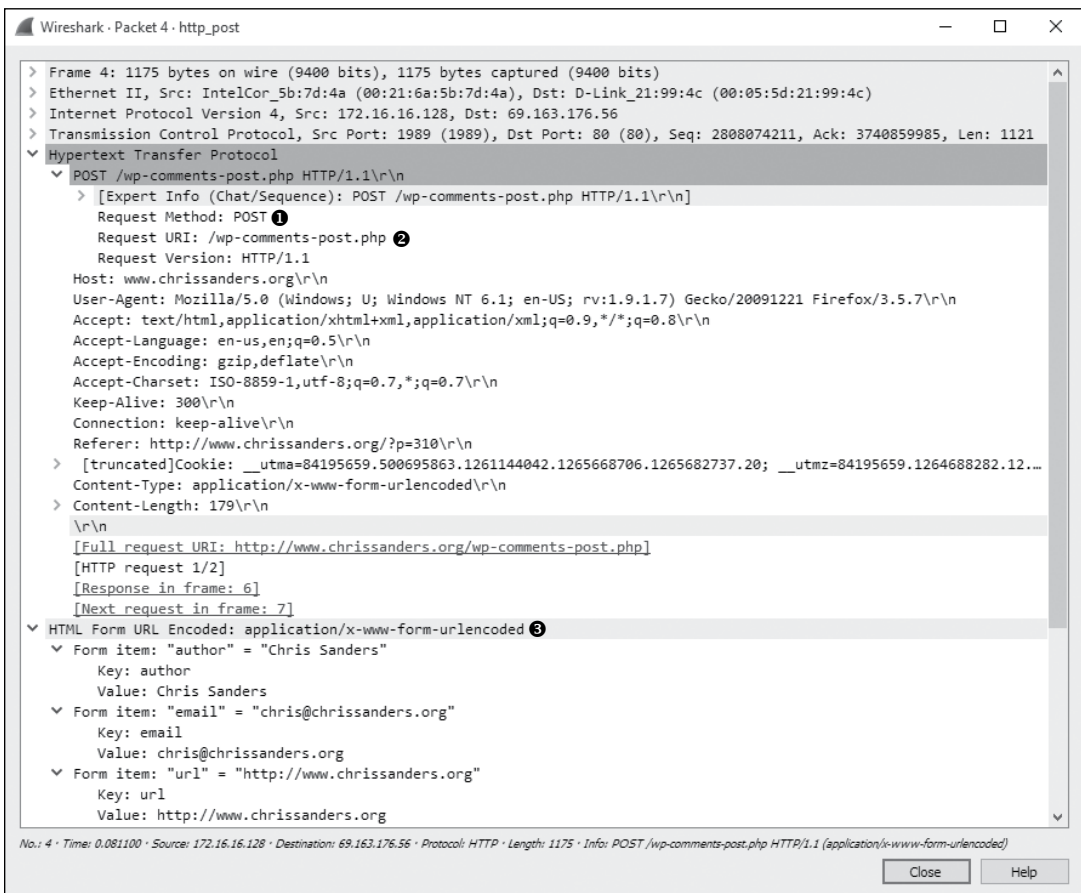 Wireshark · Packet 4 · http_post
Frame 4: 1175 bytes on wire (9400 bits), 1175 bytes captured (9400 bits)
Ethernet II, Src: IntelCor_5b:7d:4a (00:21:6a:5b:7d:4a), Dst: D-Link_21:99:4c (00:05:5d:21:99:4c)
Internet Protocol Version 4, Src: 172.16.16.128, Dst: 69.163.176.56
Transmission Control Protocol, Src Port: 1989 (1989), Dst Port: 80 (80), Seq: 2808074211, Ack: 3740859985, Len: 1121
Hypertext Transfer Protocol
POST /wp-comments-post.php HTTP/1.1\r\n
[Expert Info (Chat/Sequence): POST /wp-comments-post.php HTTP/1.1\r\n]
Request Method: POST ❶
Request URI: /wp-comments-post.php ❷
Request Version: HTTP/1.1
Host: www.chrissanders.org\r\n
User-Agent: Mozilla/5.0 (Windows; U; Windows NT 6.1; en-US; rv:1.9.1.7) Gecko/20091221 Firefox/3.5.7\r\n
Accept: text/html,application/xhtml+xml,application/xml;q=0.9,*/*;q=0.8\r\n
Accept-Language: en-us,en;q=0.5\r\n
Accept-Encoding: gzip,deflate\r\n
Accept-Charset: ISO-8859-1,utf-8;q=0.7,*;q=0.7\r\n
Keep-Alive: 300\r\n
Connection: keep-alive\r\n
Referer: http://www.chrissanders.org/?p=310\r\n
[truncated]Cookie: __utma=84195659.500695863.1261144042.1265668706.1265682737.20; __utmz=84195659.1264688282.12.…
Content-Type: application/x-www-form-urlencoded\r\n
Content-Length: 179\r\n
\r\n
[Full request URI: http://www.chrissanders.org/wp-comments-post.php]
[HTTP request 1/2]
[Response in frame: 6]
[Next request in frame: 7]
HTML Form URL Encoded: application/x-www-form-urlencoded ❸
Form item: "author" = "Chris Sanders"
Key: author
Value: Chris Sanders
Form item: "email" = "chris@chrissanders.org"
Key: email
Value: chris@chrissanders.org
Form item: "url" = "http://www.chrissanders.org"
Key: url
Value: http://www.chrissanders.org
No.: 4 · Time: 0.081100 · Source: 172.16.16.128 · Destination: 69.163.176.56 · Protocol: HTTP · Length: 1175 · Info: POST /wp-comments-post.php HTTP/1.1 (application/x-www-form-urlencoded)
Close
Help